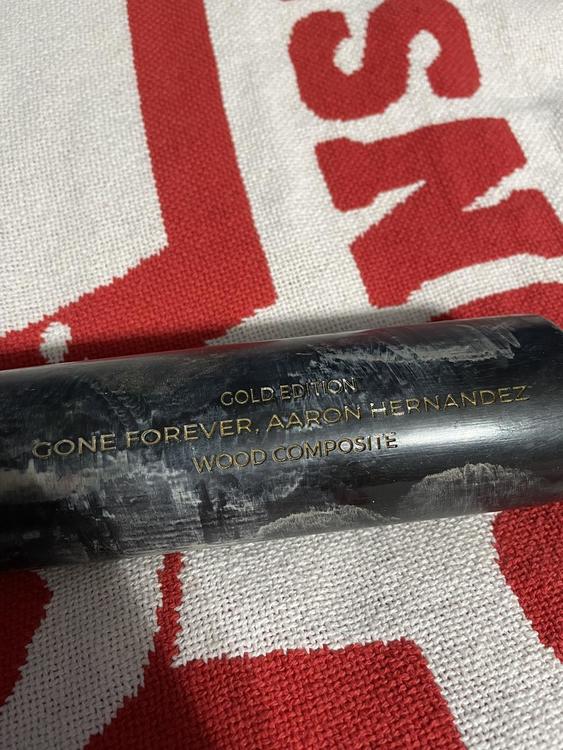 GOLD EDITION
GONE FOREVER, AARON HERNANDEZ
WOOD COMPOSITE